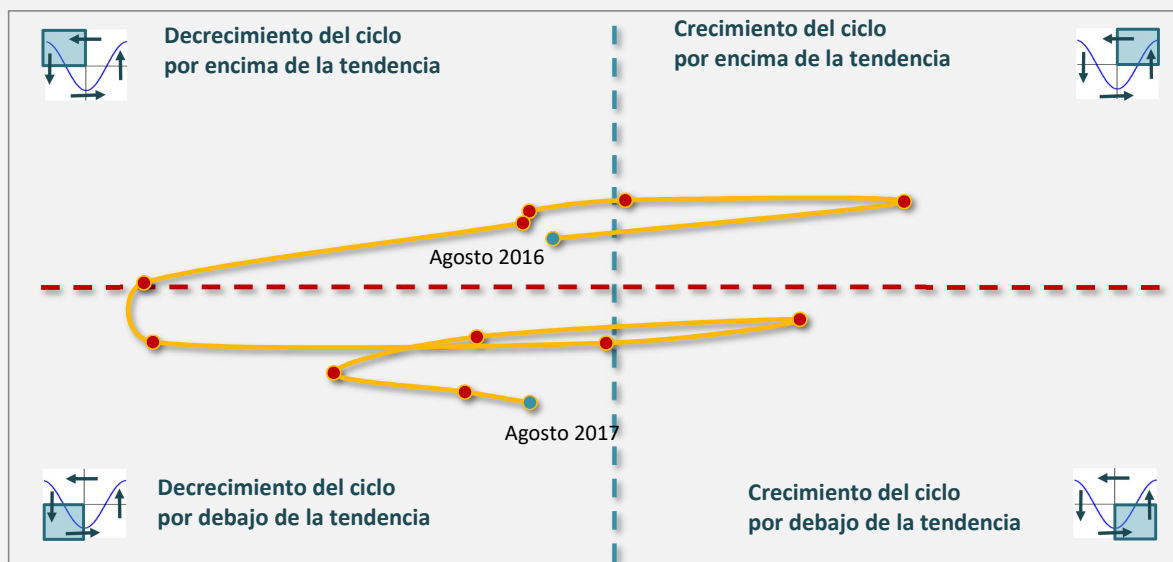 Decrecimiento del ciclo
por encima de la tendencia
Crecimiento del ciclo
por encima de la tendencia
Agosto 2016
Agosto 2017
Decrecimiento del ciclo
por debajo de la tendencia
Crecimiento del ciclo
por debajo de la tendencia